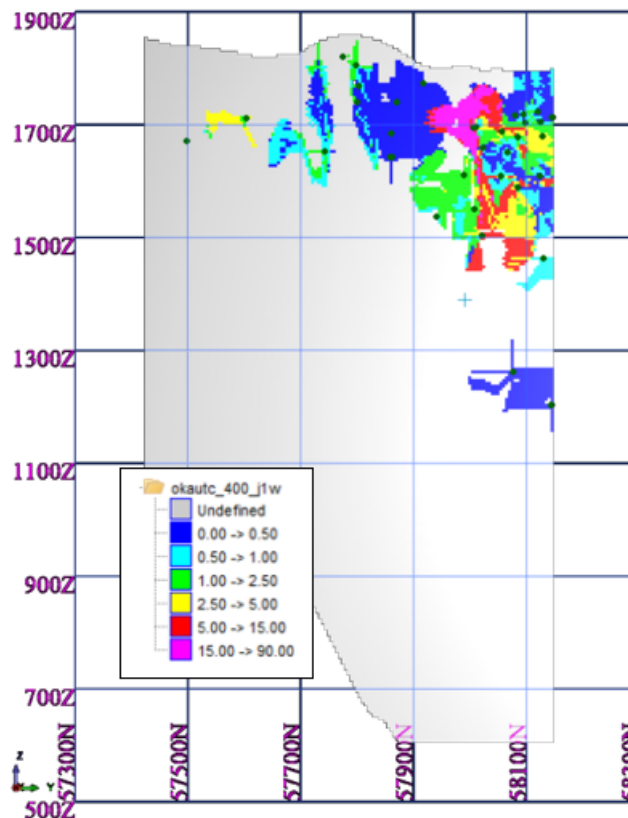 1900Z
1700Z
1500Z
1300Z
1100Z
okautc_400_j1w
Undefined
0.00 -> 0.50
0.50 -> 1.00
1.00 -> 2.50
2.50 -> 5.00
5.00 -> 15.00
15.00 -> 90.00
900Z
700Z
500Z
57300N
57500N
57700N
57900N
58100N
Z
Y